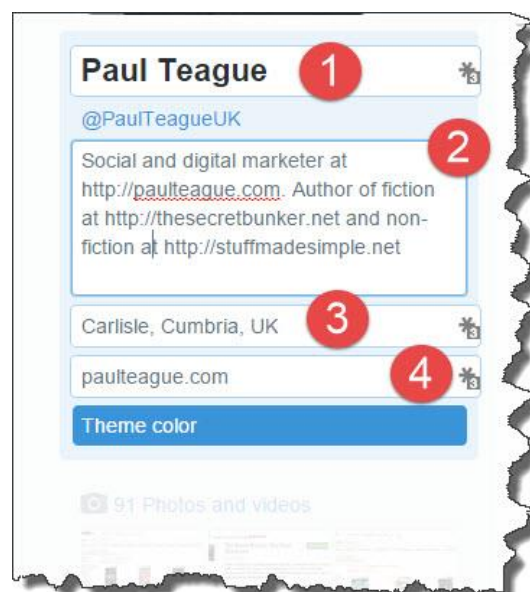 Paul Teague 1
@PaulTeagueUK
2
Social and digital marketer at
http://paulteague.com. Author of fiction
at http://thesecretbunker.net and non-
fiction at http://stuffmadesimple.net
Carlisle, Cumbria, UK 3
paulteague.com 4
Theme color
91 Photos and videos